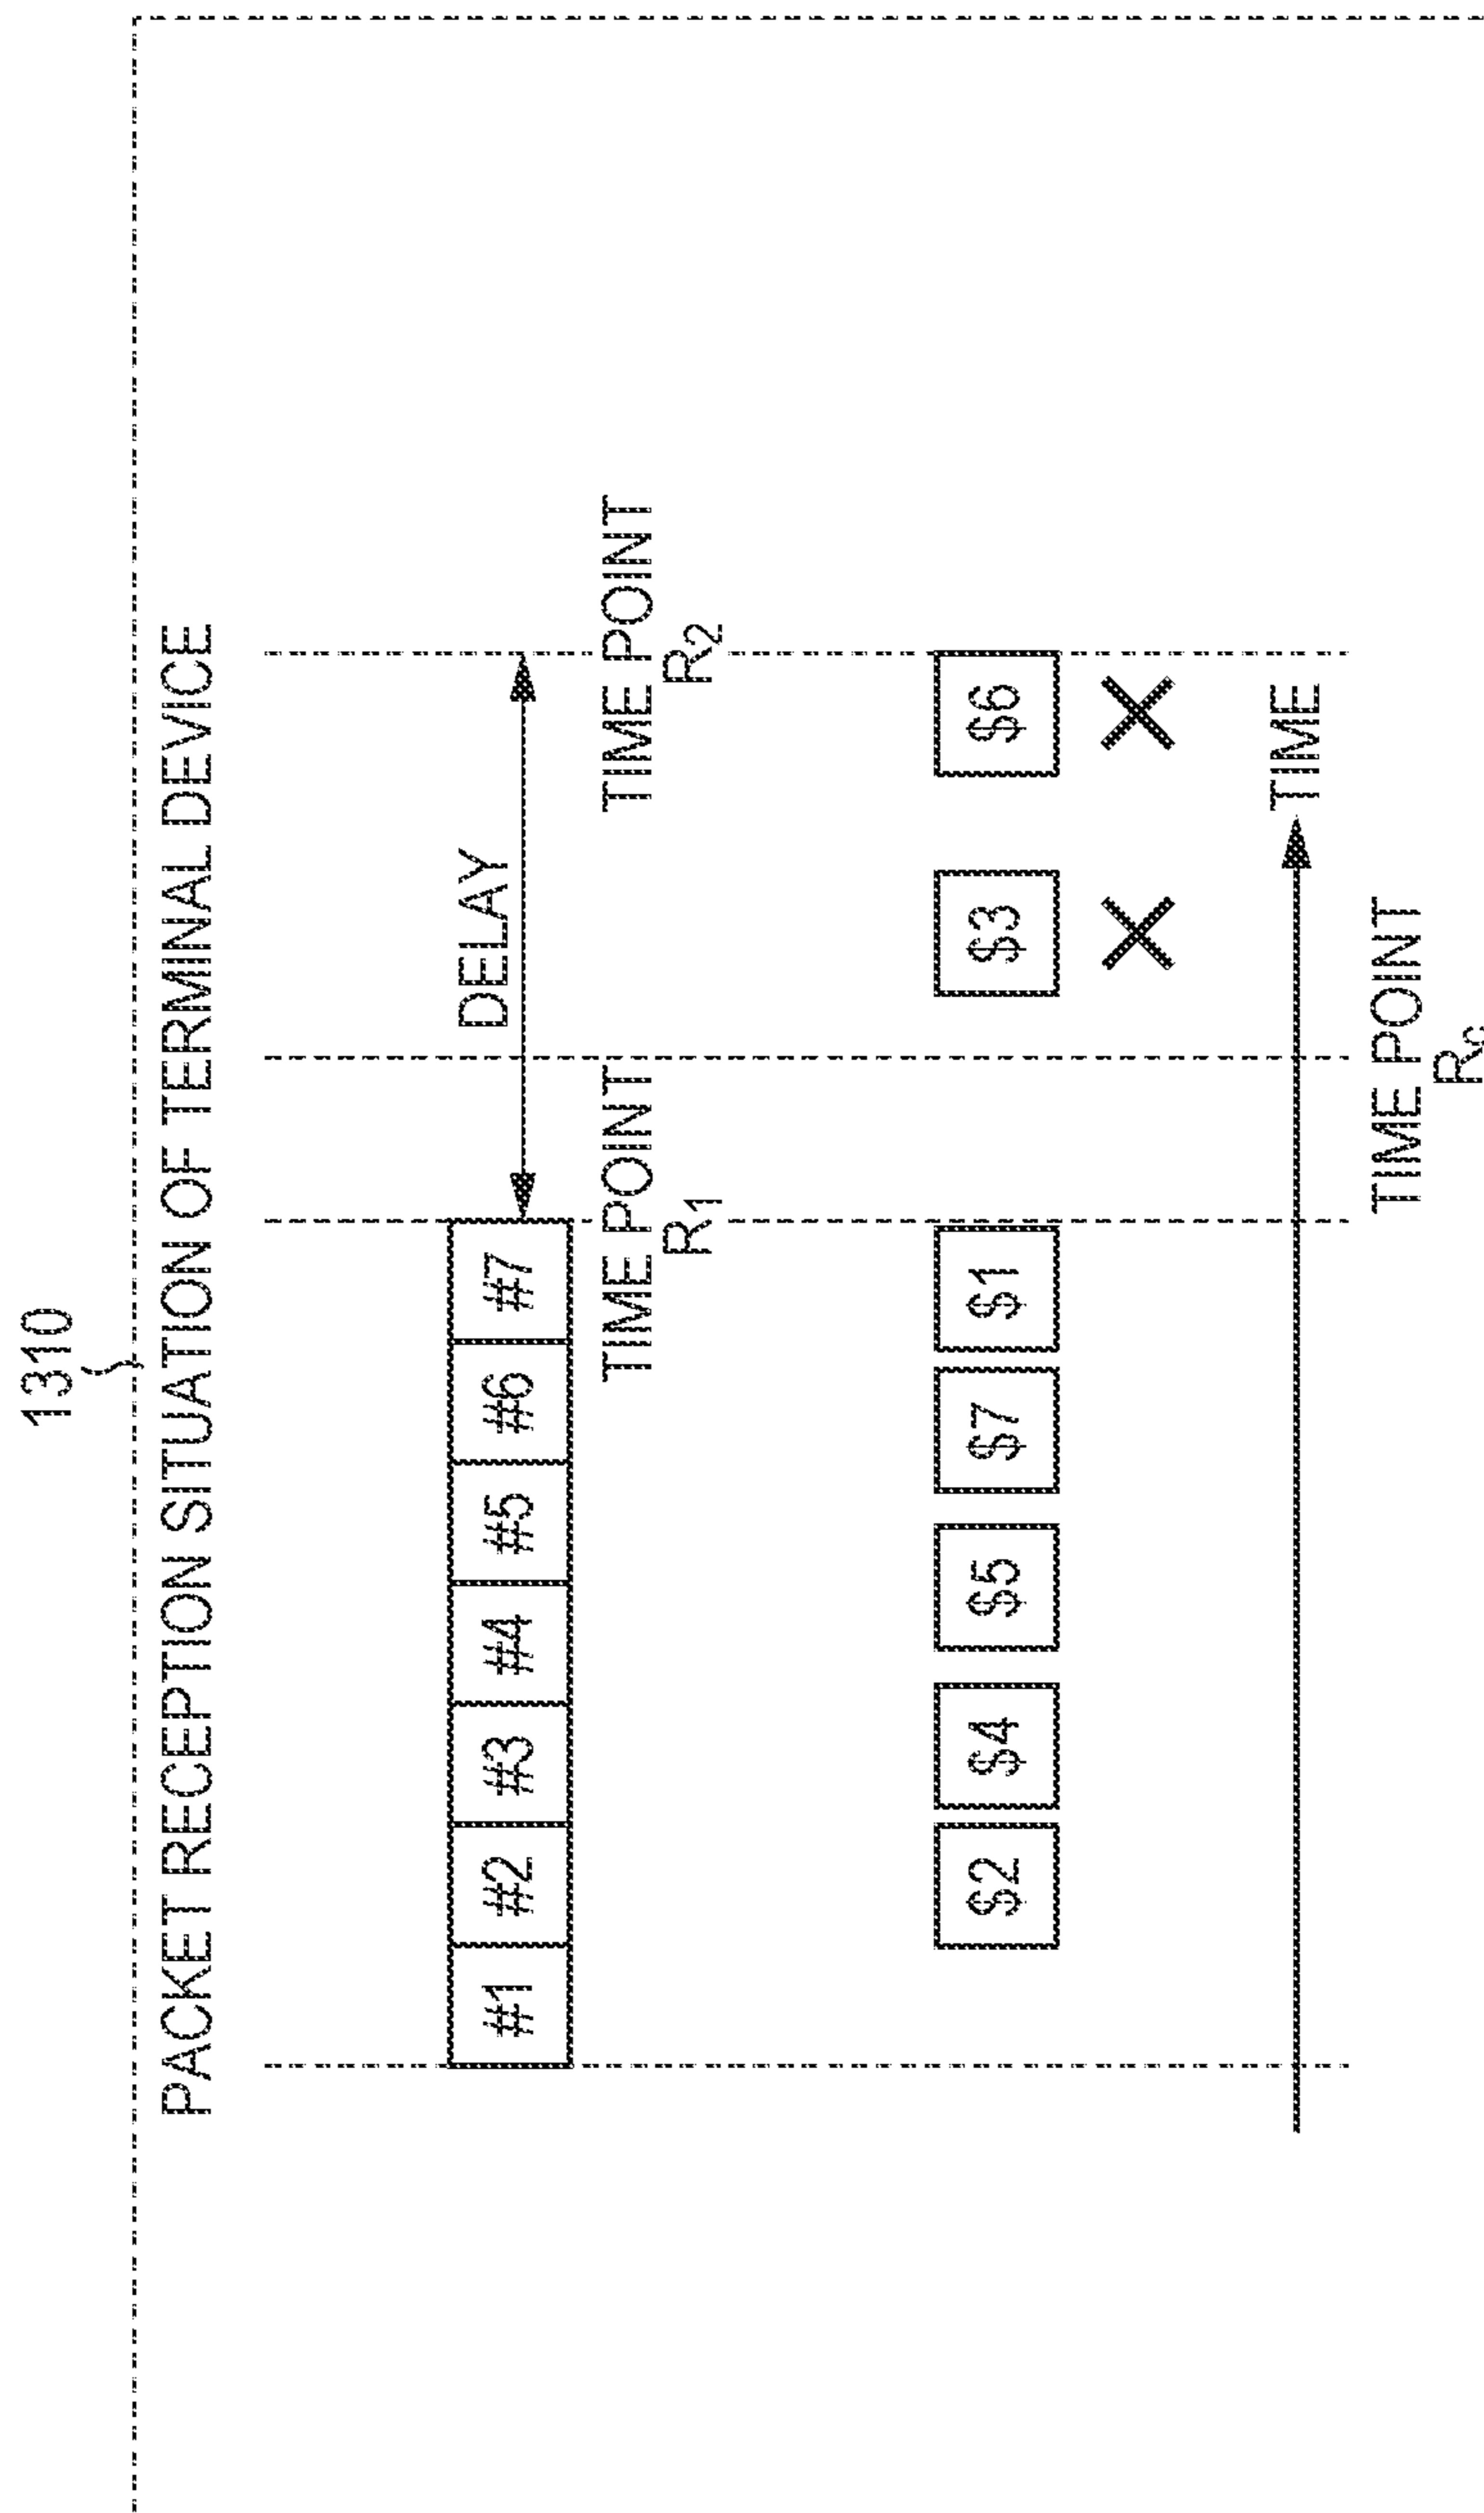 1310
PACKET RECEPTION SITUATION OF TERMINAL DEVICE
DELAY
#1 #2 #3 #4 #5 #6 #7
TIME POINT
R1
TIME POINT
R2
$2 $4 $5 $7 $1 $3 $6
TIME
TIME POINT